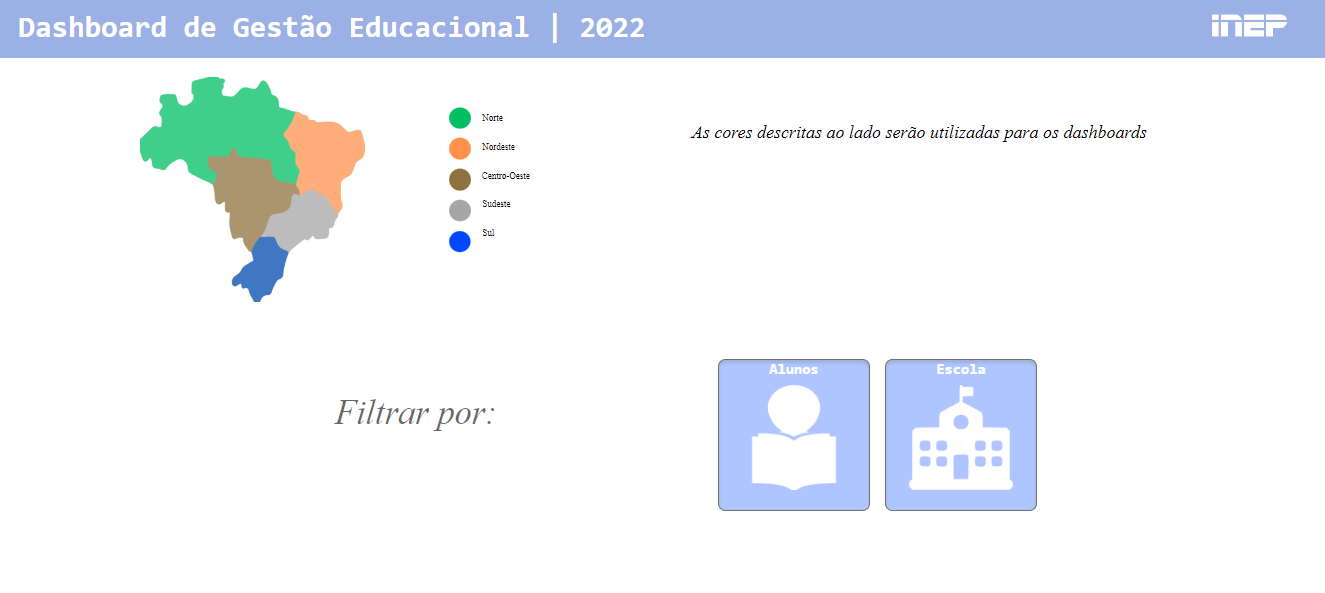 Dashboard de Gestão Educacional | 2022
inep
Norte
Nordeste
Centro-Oeste
Sudeste
Sul
As cores descritas ao lado serão utilizadas para os dashboards
Filtrar por:
Alunos
Escola